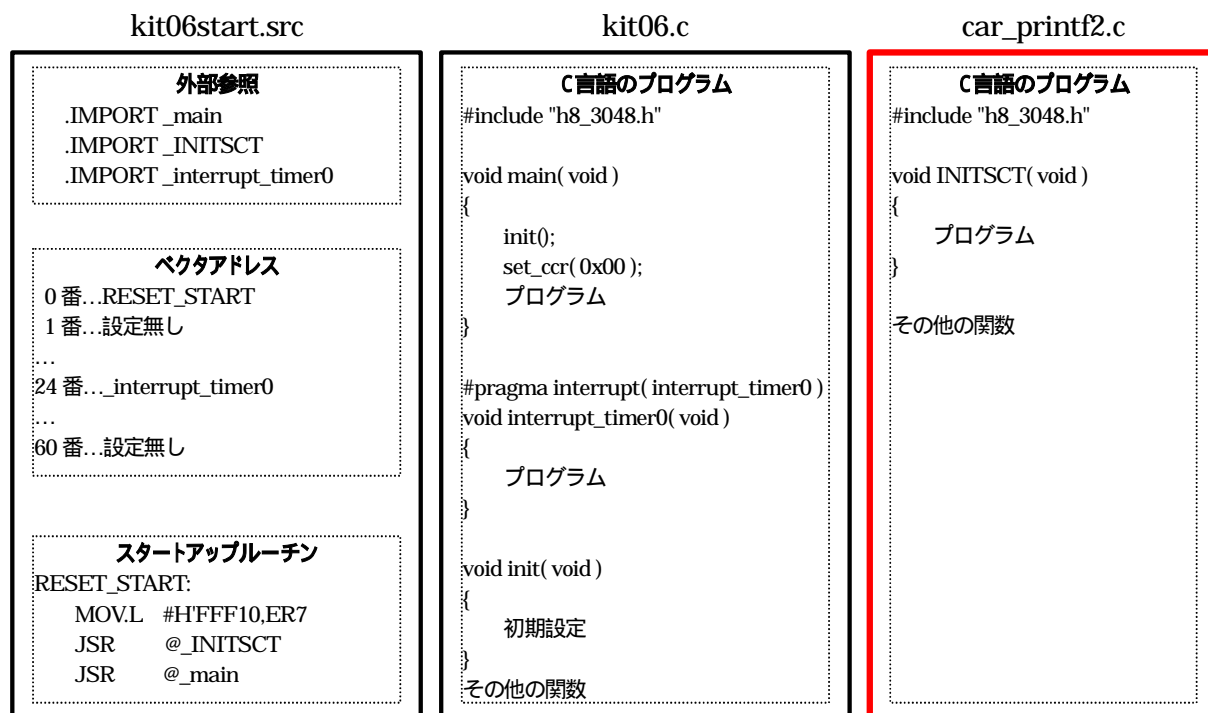 kit06start.src
外部参照
.IMPORT _main
.IMPORT _INITSCT
.IMPORT _interrupt_timer0
ベクタアドレス
0 番…RESET_START
1 番…設定無し
…
24 番…_interrupt_timer0
…
60 番…設定無し
スタートアップルーチン
RESET_START:
MOV.L #H'FFF10,ER7
JSR @_INITSCT
JSR @_main
kit06.c
C言語のプログラム
#include "h8_3048.h"
void main( void )
{
init();
set_ccr( 0x00 );
プログラム
}
#pragma interrupt( interrupt_timer0 )
void interrupt_timer0( void )
{
プログラム
}
void init( void )
{
初期設定
}
その他の関数
car_printf2.c
C言語のプログラム
#include "h8_3048.h"
void INITSCT( void )
{
プログラム
}
その他の関数